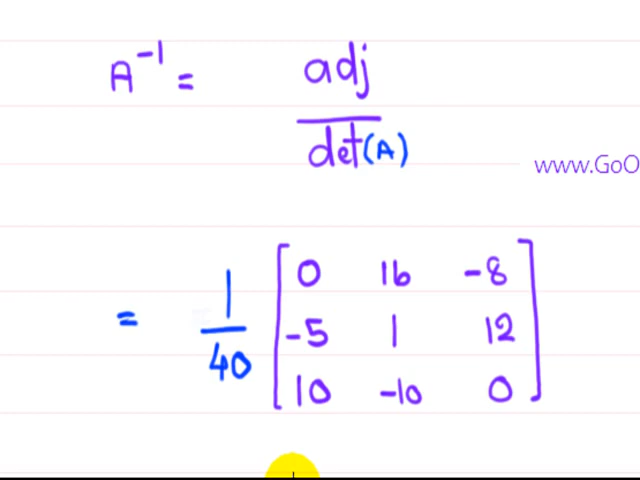 A⁻¹ = adj
det(A)
www.GoO
= 1/40 [ 0 16 -8
-5 1 12
10 -10 0 ]